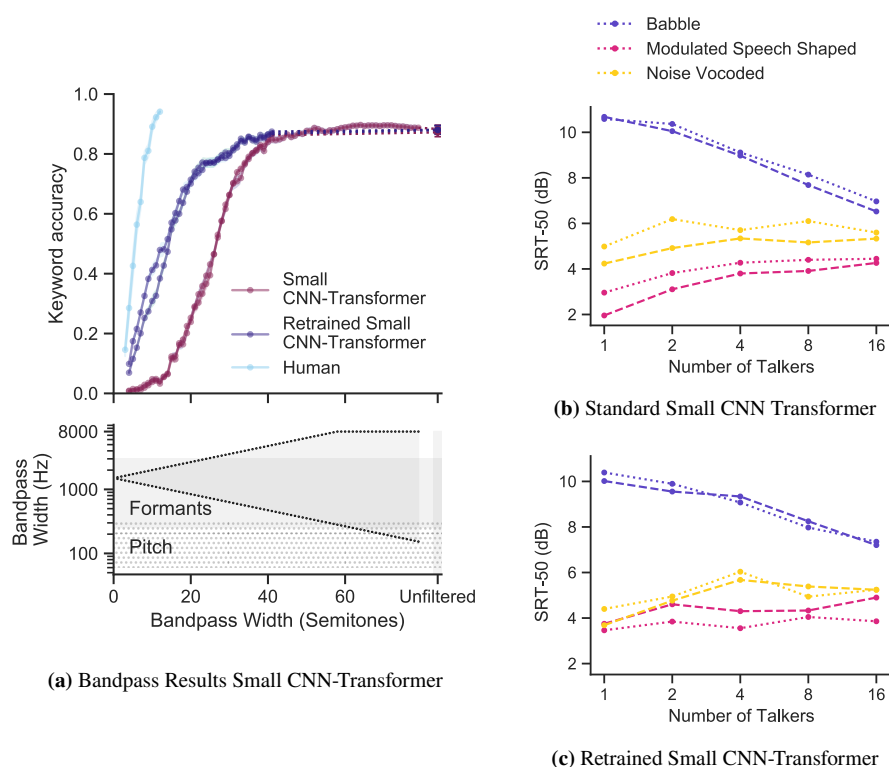 Babble
Modulated Speech Shaped
Noise Vocoded
1.0
0.8
0.6
0.4
0.2
0.0
Keyword accuracy
Small
CNN-Transformer
Retrained Small
CNN-Transformer
Human
8000
1000
100
Bandpass
Width (Hz)
Formants
Pitch
0
20
40
60
Unfiltered
Bandpass Width (Semitones)
(a) Bandpass Results Small CNN-Transformer
10
8
6
4
2
SRT-50 (dB)
1
2
4
8
16
Number of Talkers
(b) Standard Small CNN Transformer
10
8
6
4
2
SRT-50 (dB)
1
2
4
8
16
Number of Talkers
(c) Retrained Small CNN-Transformer